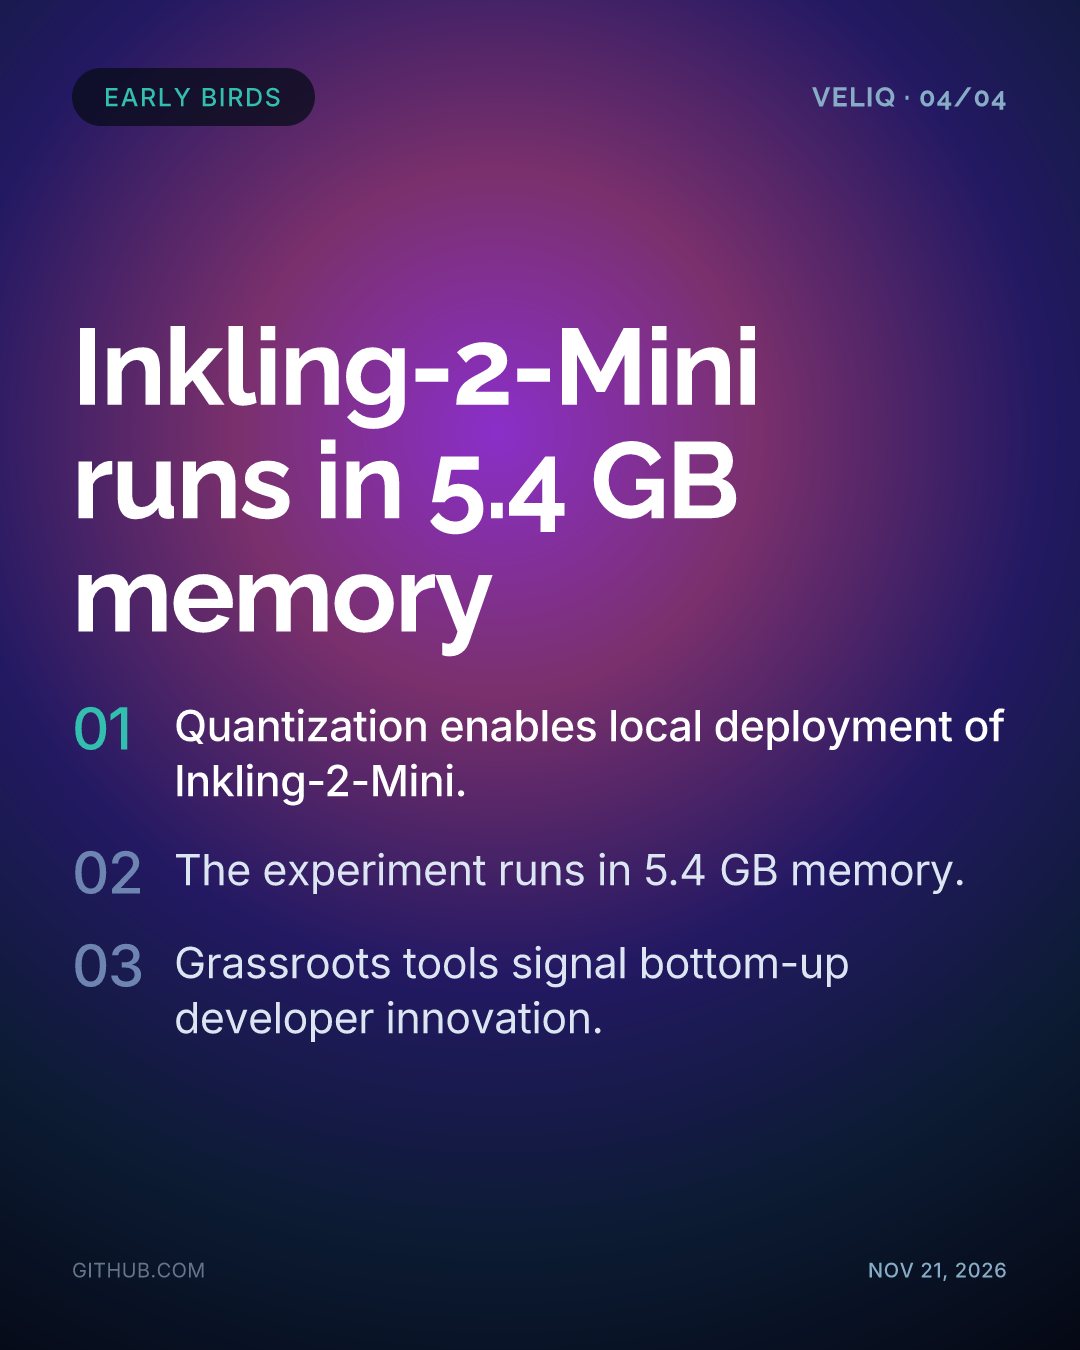 EARLY BIRDS
VELIQ · 04/04
Inkling-2-Mini
runs in 5.4 GB
memory
01 Quantization enables local deployment of
Inkling-2-Mini.
02 The experiment runs in 5.4 GB memory.
03 Grassroots tools signal bottom-up
developer innovation.
GITHUB.COM
NOV 21, 2026